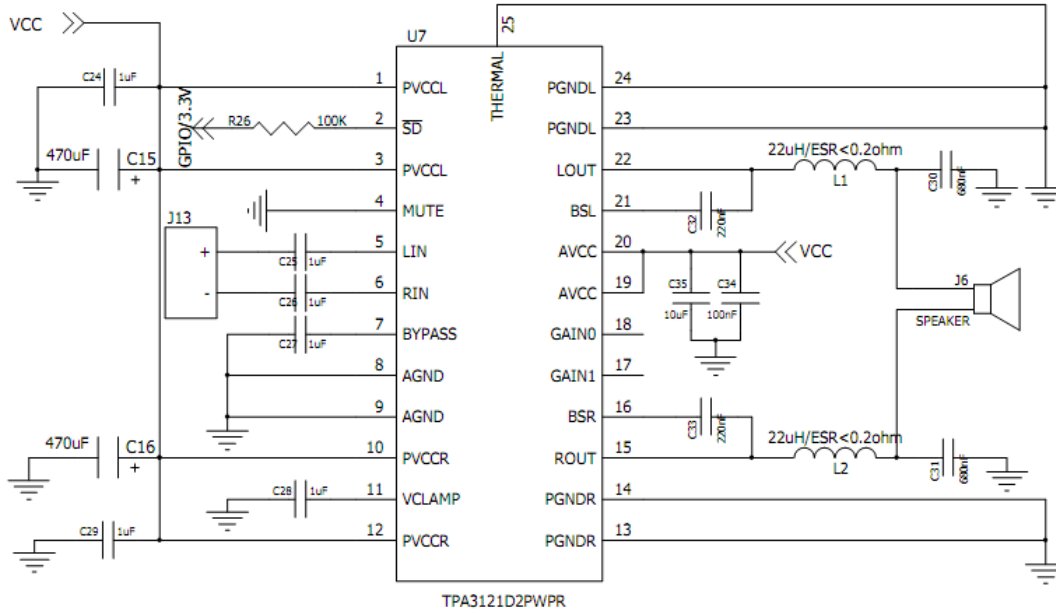 VCC
U7
25
THERMAL
C24 1uF
1 PVCCL
PGNDL 24
GPIO/3.3V
R26 100K
2 SD
PGNDL 23
470uF C15
+
3 PVCCL
LOUT 22
22uH/ESR<0.2ohm
L1
C30 680nF
4 MUTE
BSL 21
C32 220nF
J13
+
-
C25 1uF
5 LIN
AVCC 20
VCC
C26 1uF
6 RIN
AVCC 19
C35
10uF
C34
100nF
J6
SPEAKER
C27 1uF
7 BYPASS
GAIN0 18
8 AGND
GAIN1 17
9 AGND
BSR 16
C33 220nF
470uF C16
+
10 PVCCR
ROUT 15
22uH/ESR<0.2ohm
L2
C31 680nF
C28 1uF
11 VCLAMP
PGNDR 14
C29 1uF
12 PVCCR
PGNDR 13
TPA3121D2PWPR